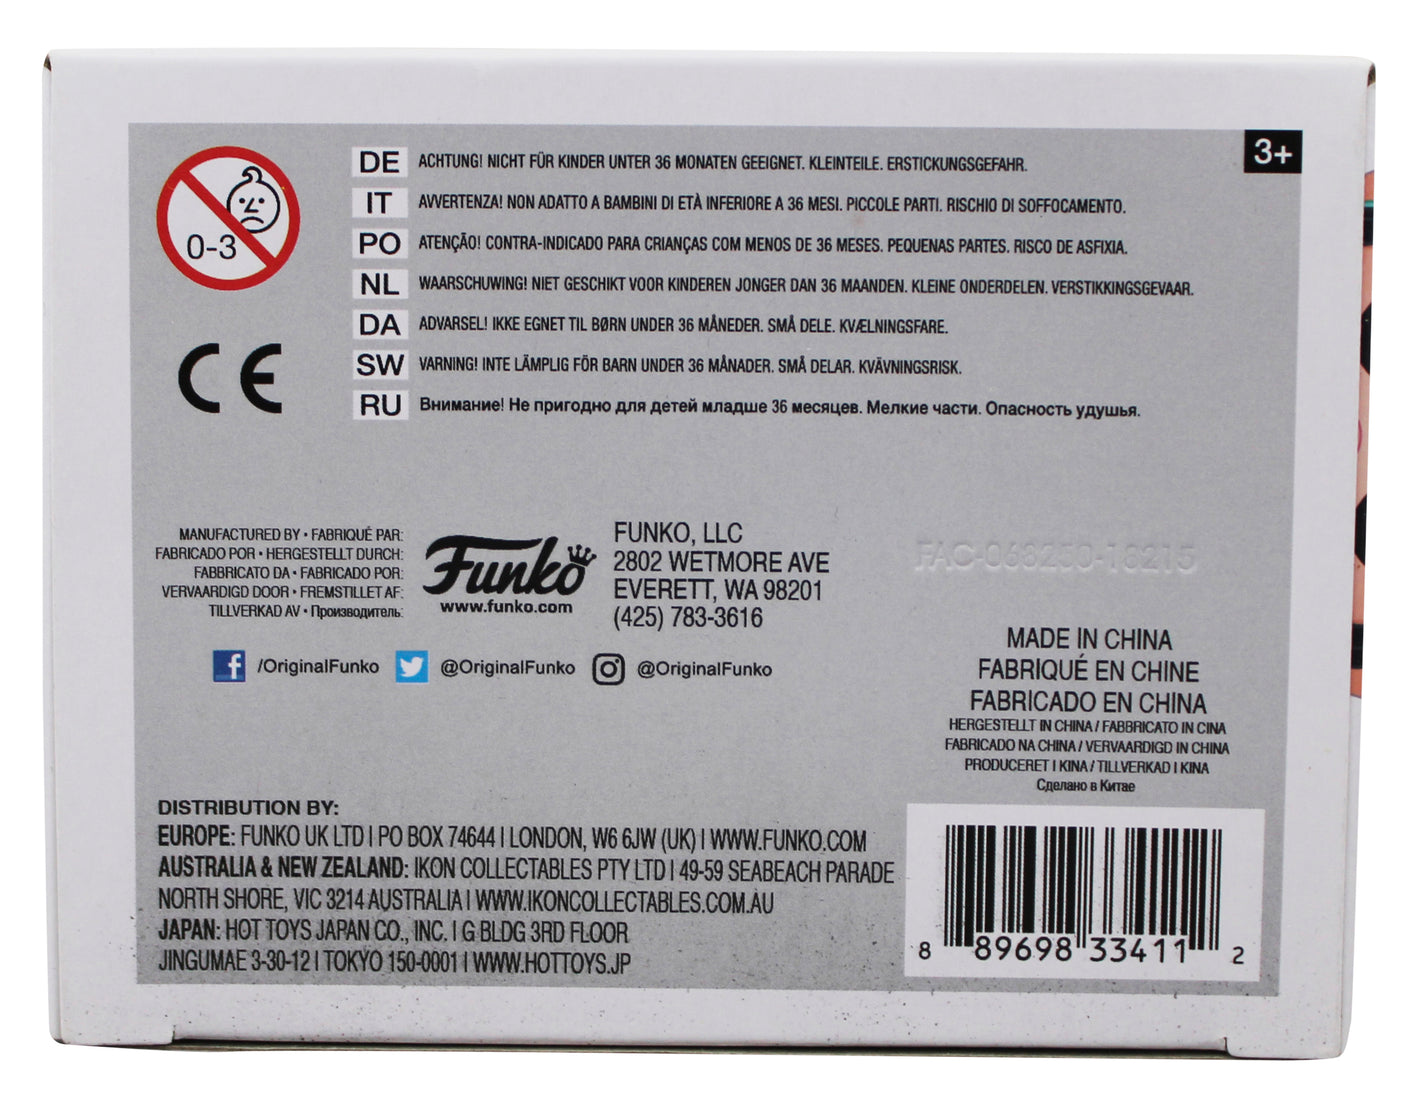 3+
0-3
DE ACHTUNG! NICHT FÜR KINDER UNTER 36 MONATEN GEEIGNET. KLEINTEILE. ERSTICKUNGSGEFAHR.
IT AVVERTENZA! NON ADATTO A BAMBINI DI ETÀ INFERIORE A 36 MESI. PICCOLE PARTI. RISCHIO DI SOFFOCAMENTO.
PO ATENÇÃO! CONTRA-INDICADO PARA CRIANÇAS COM MENOS DE 36 MESES. PEQUENAS PARTES. RISCO DE ASFIXIA.
NL WAARSCHUWING! NIET GESCHIKT VOOR KINDEREN JONGER DAN 36 MAANDEN. KLEINE ONDERDELEN. VERSTIKKINGSGEVAAR.
DA ADVARSEL! IKKE EGNET TIL BØRN UNDER 36 MÅNEDER. SMÅ DELE. KVÆLNINGSFARE.
SW VARNING! INTE LÄMPLIG FÖR BARN UNDER 36 MÅNADER. SMÅ DELAR. KVÄVNINGSRISK.
RU Внимание! Не пригодно для детей младше 36 месяцев. Мелкие части. Опасность удушья.
CE
MANUFACTURED BY • FABRIQUÉ PAR:
FABRICADO POR • HERGESTELLT DURCH:
FABBRICATO DA • FABRICADO POR:
VERVAARDIGD DOOR • FREMSTILLET AF:
TILLVERKAD AV • Производитель:
Funko
www.funko.com
FUNKO, LLC
2802 WETMORE AVE
EVERETT, WA 98201
(425) 783-3616
FAC-068250-18215
/OriginalFunko @OriginalFunko @OriginalFunko
MADE IN CHINA
FABRIQUÉ EN CHINE
FABRICADO EN CHINA
HERGESTELLT IN CHINA / FABBRICATO IN CINA
FABRICADO NA CHINA / VERVAARDIGD IN CHINA
PRODUCERET I KINA / TILLVERKAD I KINA
Сделано в Китае
DISTRIBUTION BY:
EUROPE: FUNKO UK LTD | PO BOX 74644 | LONDON, W6 6JW (UK) | WWW.FUNKO.COM
AUSTRALIA & NEW ZEALAND: IKON COLLECTABLES PTY LTD | 49-59 SEABEACH PARADE
NORTH SHORE, VIC 3214 AUSTRALIA | WWW.IKONCOLLECTABLES.COM.AU
JAPAN: HOT TOYS JAPAN CO., INC. | G BLDG 3RD FLOOR
JINGUMAE 3-30-12 | TOKYO 150-0001 | WWW.HOTTOYS.JP
8 89698 33411 2